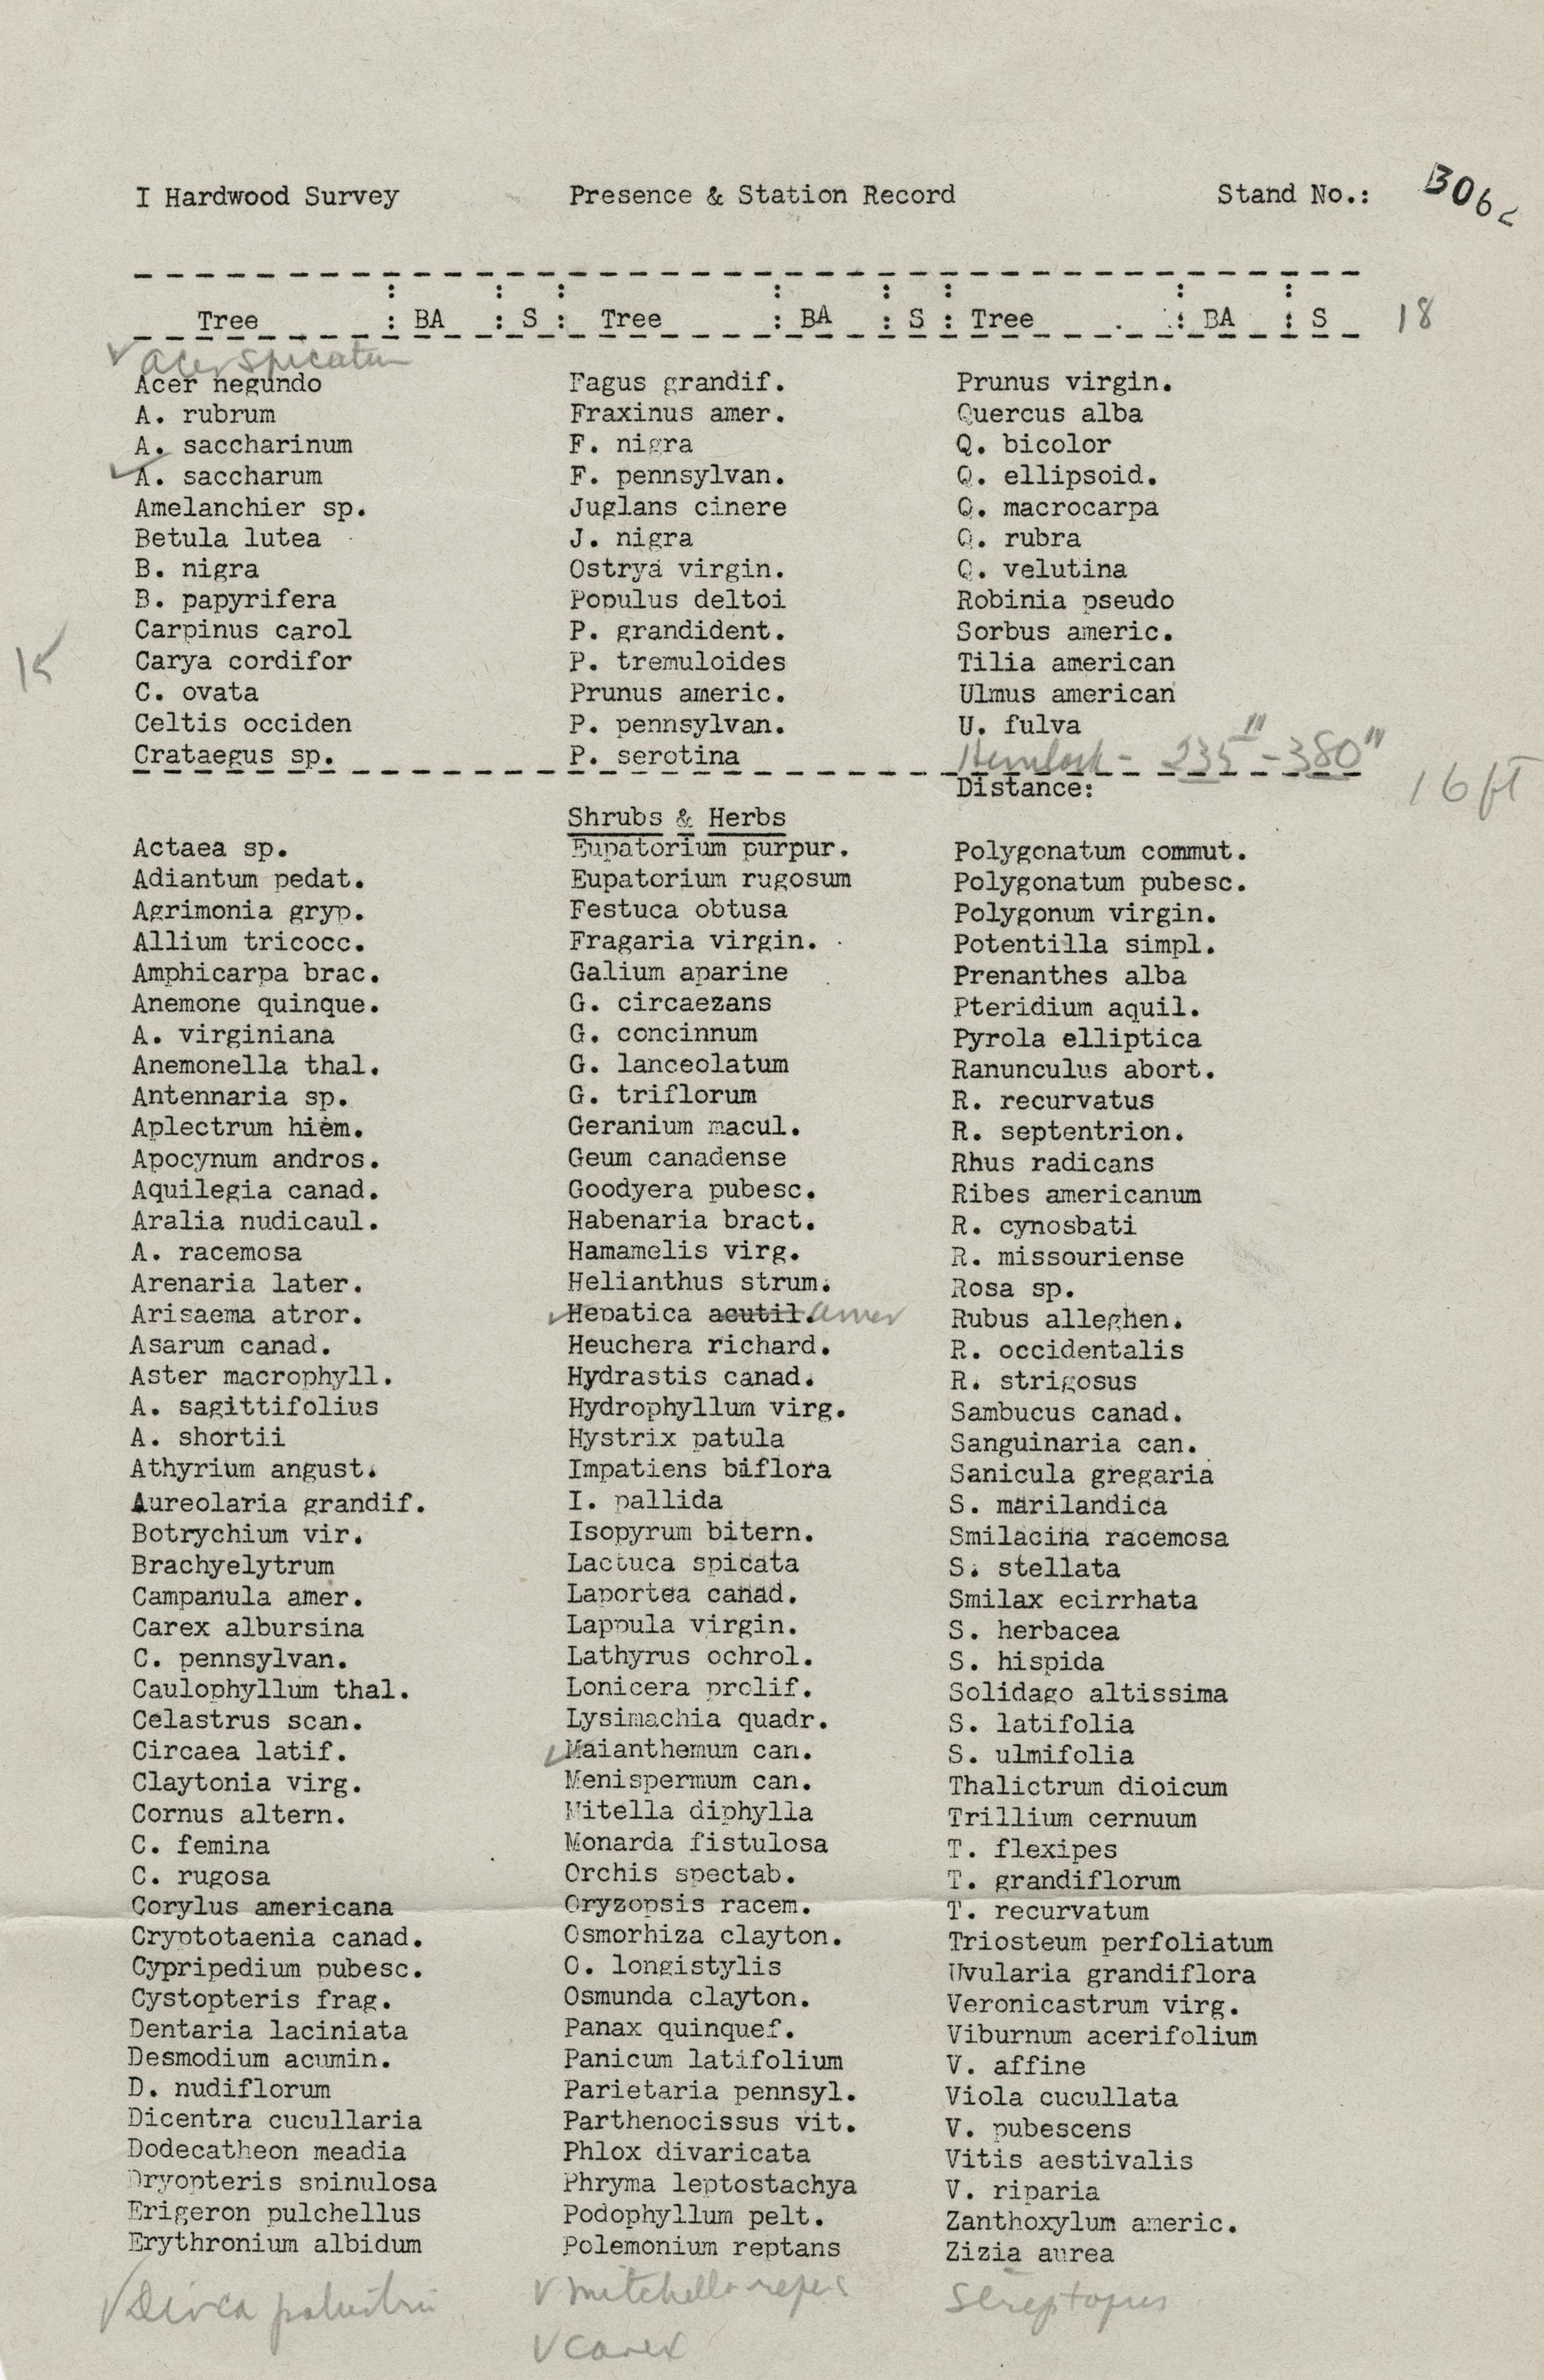 I Hardwood Survey Presence & Station Record Stand No.: 3062
Tree : BA : S : Tree : BA : S : Tree : BA : S 18
✓ Acer spicatum
Acer negundo Fagus grandif. Prunus virgin.
A. rubrum Fraxinus amer. Quercus alba
A. saccharinum F. nigra Q. bicolor
✓ A. saccharum F. pennsylvan. Q. ellipsoid.
Amelanchier sp. Juglans cinere Q. macrocarpa
Betula lutea J. nigra Q. rubra
B. nigra Ostrya virgin. Q. velutina
B. papyrifera Populus deltoi Robinia pseudo
Carpinus carol P. grandident. Sorbus americ.
15 Carya cordifor P. tremuloides Tilia american
C. ovata Prunus americ. Ulmus american
Celtis occiden P. pennsylvan. U. fulva
Crataegus sp. P. serotina Hemlock - 235" - 380"
Distance: 16 ft
Shrubs & Herbs
Actaea sp. Eupatorium purpur. Polygonatum commut.
Adiantum pedat. Eupatorium rugosum Polygonatum pubesc.
Agrimonia gryp. Festuca obtusa Polygonum virgin.
Allium tricocc. Fragaria virgin. Potentilla simpl.
Amphicarpa brac. Galium aparine Prenanthes alba
Anemone quinque. G. circaezans Pteridium aquil.
A. virginiana G. concinnum Pyrola elliptica
Anemonella thal. G. lanceolatum Ranunculus abort.
Antennaria sp. G. triflorum R. recurvatus
Aplectrum hiem. Geranium macul. R. septentrion.
Apocynum andros. Geum canadense Rhus radicans
Aquilegia canad. Goodyera pubesc. Ribes americanum
Aralia nudicaul. Habenaria bract. R. cynosbati
A. racemosa Hamamelis virg. R. missouriense
Arenaria later. Helianthus strum. Rosa sp.
Arisaema atror. ✓ Hepatica acutil. amer Rubus alleghen.
Asarum canad. Heuchera richard. R. occidentalis
Aster macrophyll. Hydrastis canad. R. strigosus
A. sagittifolius Hydrophyllum virg. Sambucus canad.
A. shortii Hystrix patula Sanguinaria can.
Athyrium angust. Impatiens biflora Sanicula gregaria
Aureolaria grandif. I. pallida S. marilandica
Botrychium vir. Isopyrum bitern. Smilacina racemosa
Brachyelytrum Lactuca spicata S. stellata
Campanula amer. Laportea canad. Smilax ecirrhata
Carex albursina Lappula virgin. S. herbacea
C. pennsylvan. Lathyrus ochrol. S. hispida
Caulophyllum thal. Lonicera prolif. Solidago altissima
Celastrus scan. Lysimachia quadr. S. latifolia
Circaea latif. ✓ Maianthemum can. S. ulmifolia
Claytonia virg. Menispermum can. Thalictrum dioicum
Cornus altern. Mitella diphylla Trillium cernuum
C. femina Monarda fistulosa T. flexipes
C. rugosa Orchis spectab. T. grandiflorum
Corylus americana Oryzopsis racem. T. recurvatum
Cryptotaenia canad. Osmorhiza clayton. Triosteum perfoliatum
Cypripedium pubesc. O. longistylis Uvularia grandiflora
Cystopteris frag. Osmunda clayton. Veronicastrum virg.
Dentaria laciniata Panax quinquef. Viburnum acerifolium
Desmodium acumin. Panicum latifolium V. affine
D. nudiflorum Parietaria pennsyl. Viola cucullata
Dicentra cucullaria Parthenocissus vit. V. pubescens
Dodecatheon meadia Phlox divaricata Vitis aestivalis
Dryopteris spinulosa Phryma leptostachya V. riparia
Erigeron pulchellus Podophyllum pelt. Zanthoxylum americ.
Erythronium albidum Polemonium reptans Zizia aurea
✓ Dirca palustris ✓ mitchella repens Streptopus
✓ carex